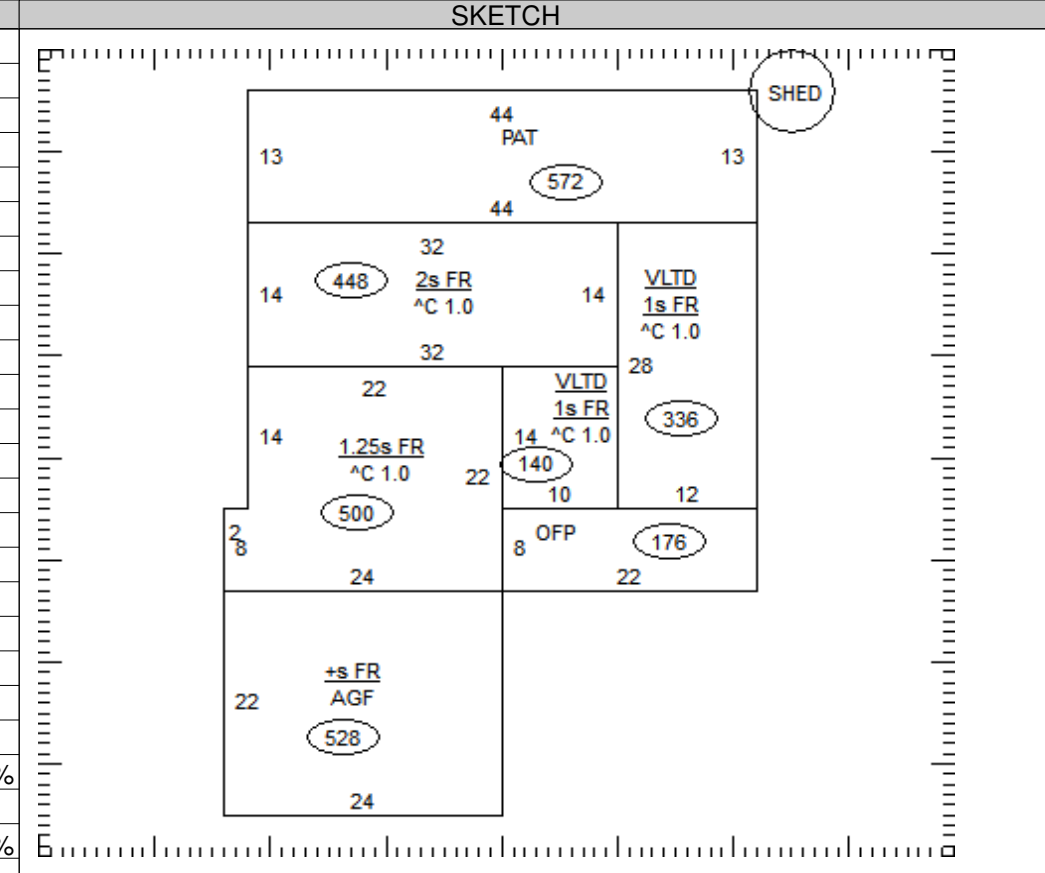 SKETCH
SHED
44
PAT
13
13
572
44
32
448
2s FR
^C 1.0
14
14
32
VLTD
1s FR
^C 1.0
28
336
12
22
14
1.25s FR
^C 1.0
22
500
2
8
24
VLTD
1s FR
14 ^C 1.0
140
10
OFP
8
176
22
+s FR
AGF
22
528
24
%
%